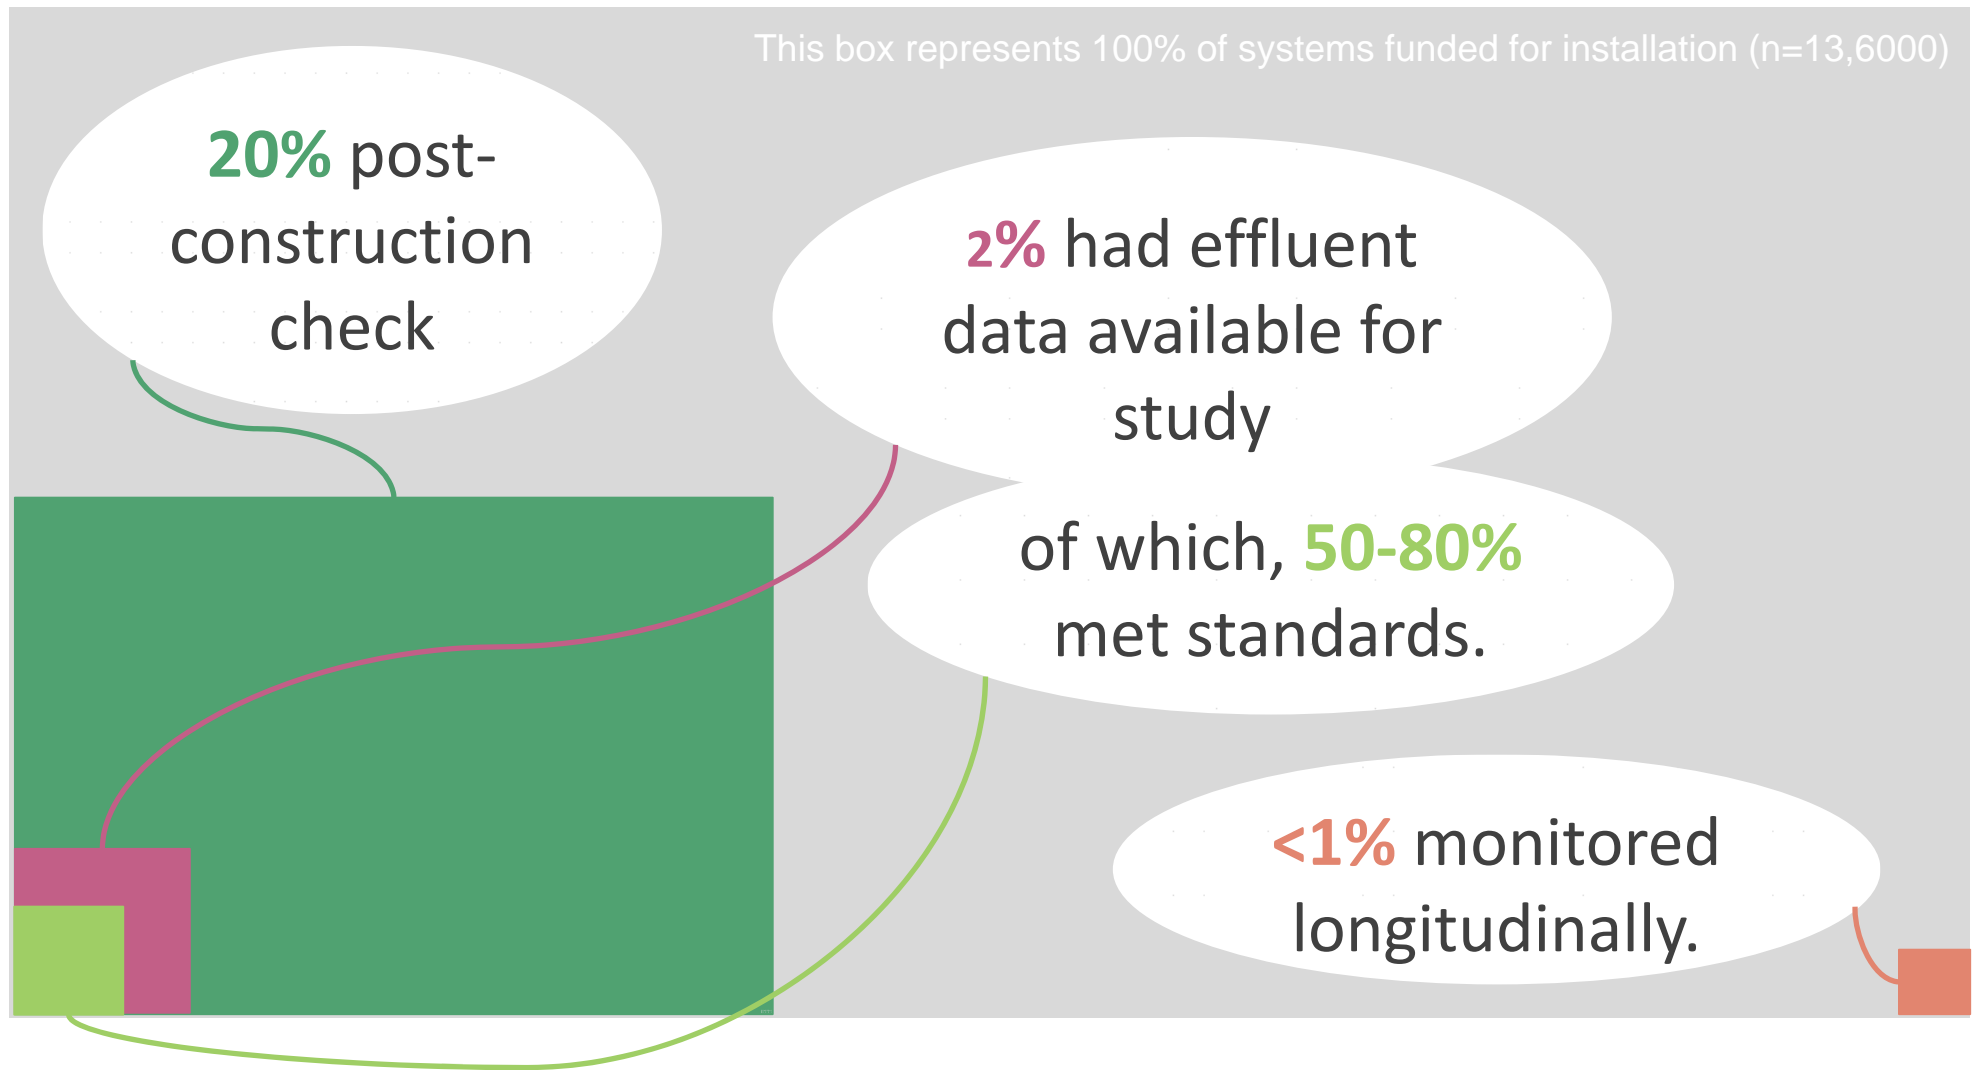 This box represents 100% of systems funded for installation (n=13,6000)
20% post-
construction
check
2% had effluent
data available for
study
of which, 50-80%
met standards.
<1% monitored
longitudinally.